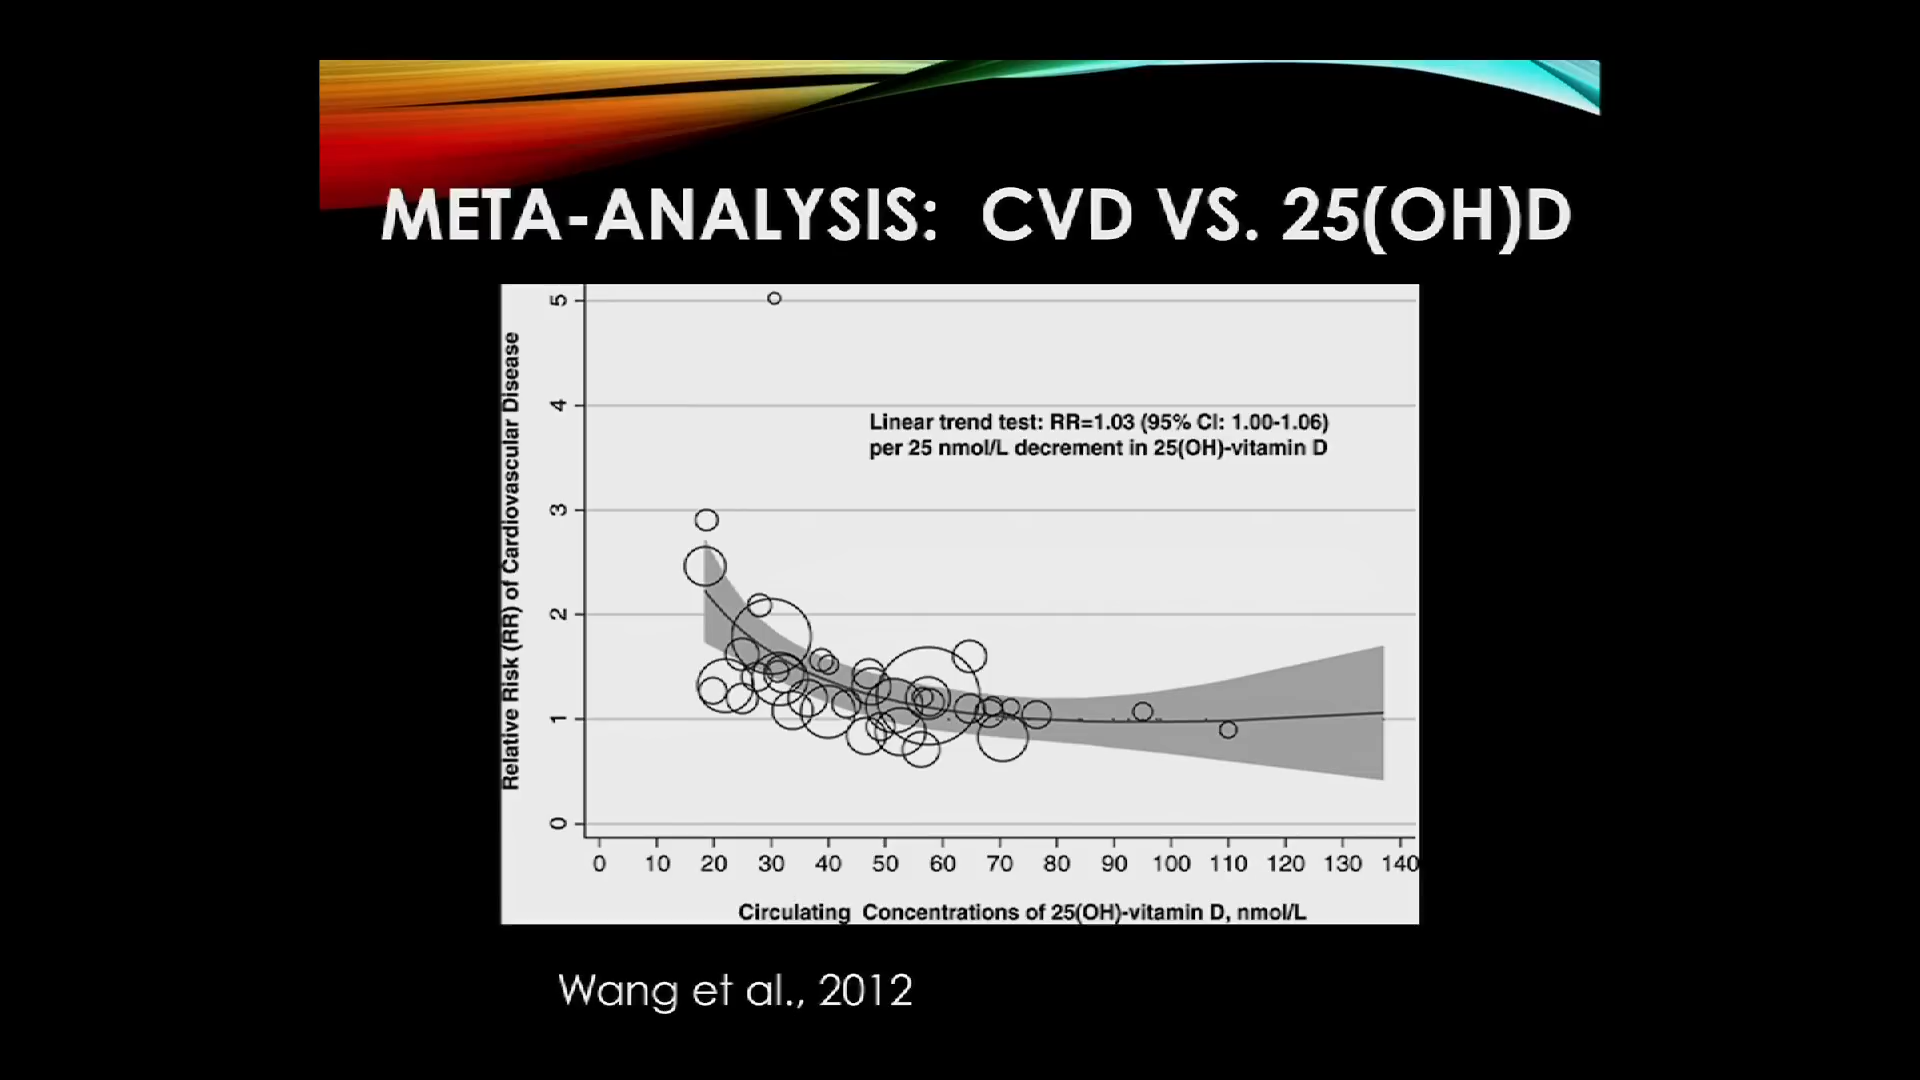 META-ANALYSIS: CVD VS. 25(OH)D
Relative Risk (RR) of Cardiovascular Disease
5
4
3
2
1
0
Linear trend test: RR=1.03 (95% CI: 1.00-1.06)
per 25 nmol/L decrement in 25(OH)-vitamin D
0 10 20 30 40 50 60 70 80 90 100 110 120 130 140
Circulating Concentrations of 25(OH)-vitamin D, nmol/L
Wang et al., 2012